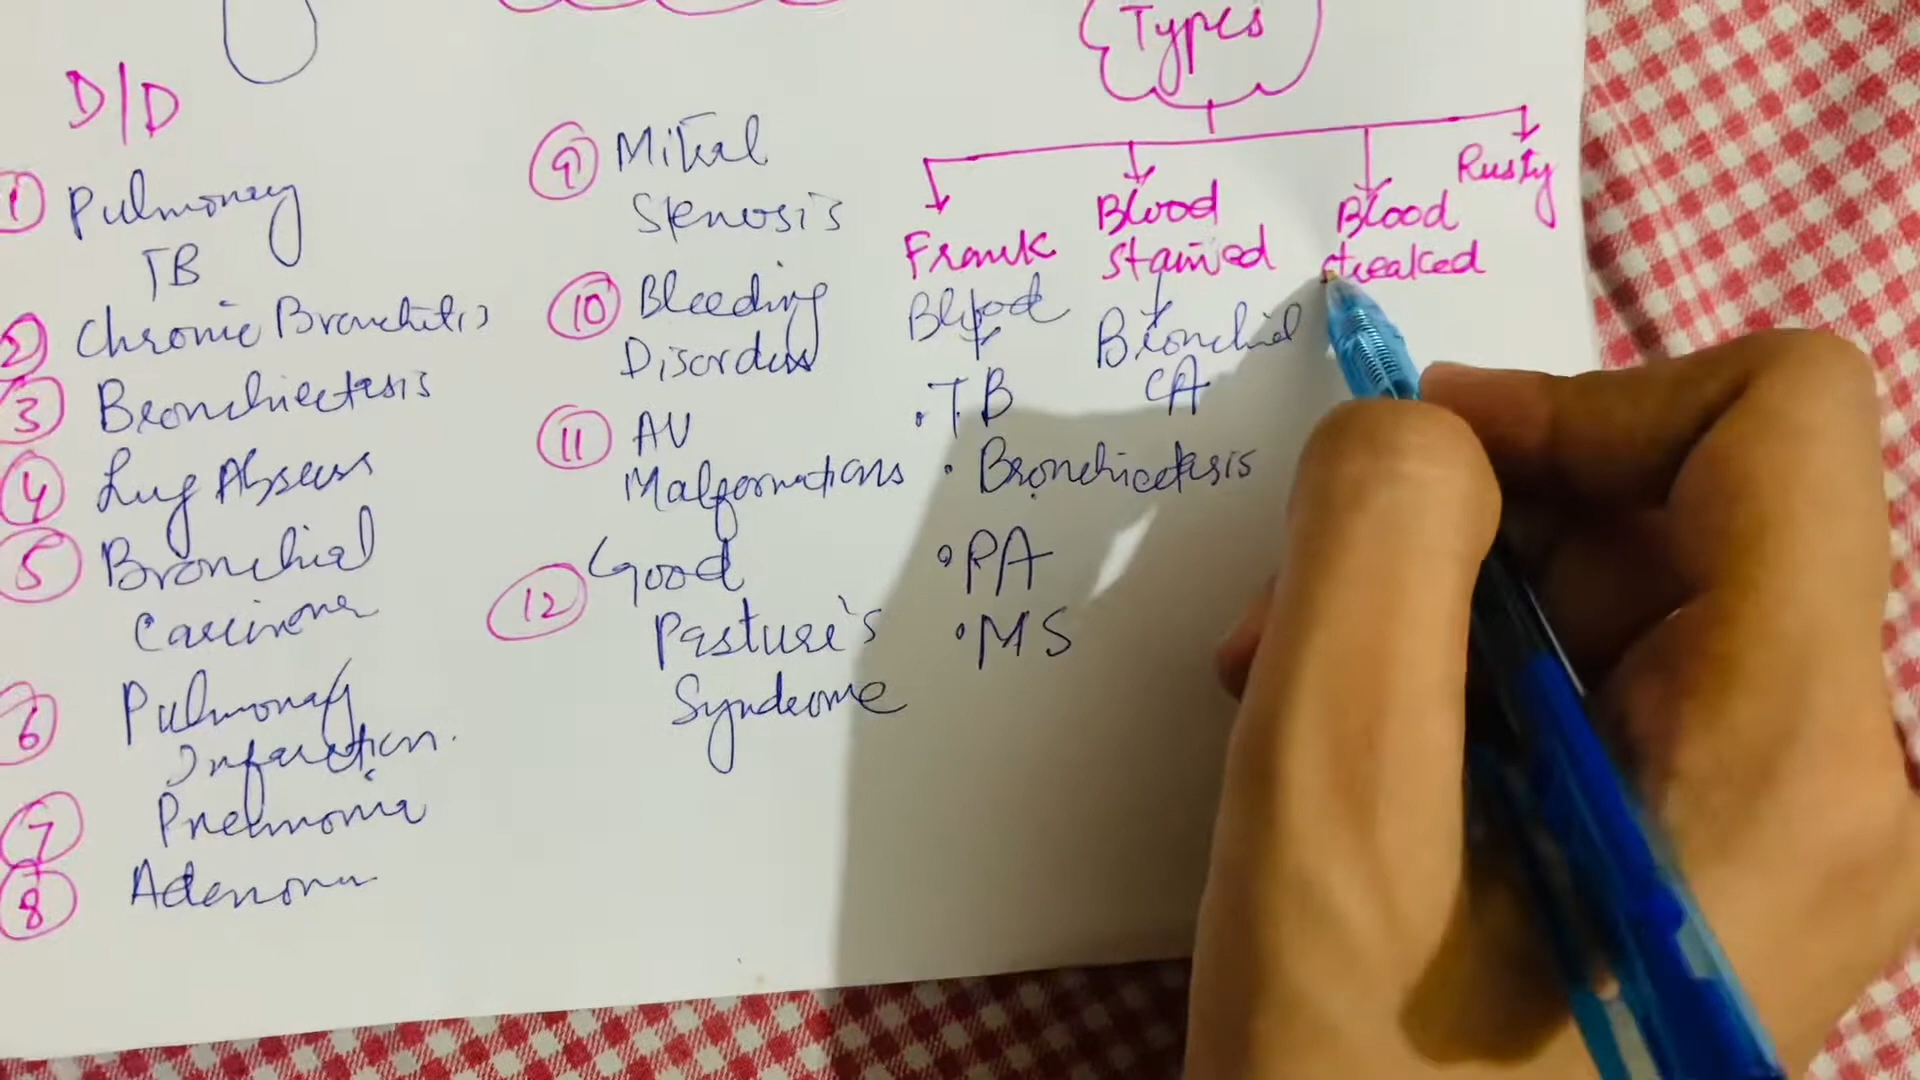 D/D
① Pulmonary
TB
② Chronic Bronchitis
③ Bronchiectasis
④ Lug Abscess
⑤ Bronchial
Carcinoma
⑥ Pulmonary
Infarction.
⑦ Pneumonia
⑧ Adenoma
⑨ Mitral
Stenosis
⑩ Bleeding
Disorders
⑪ AV
Malformations
⑫ Good
Pasture's
Syndrome
Types
Frank
Blood
• TB
• Bronchiectasis
• PA
• MS
Blood
Stained
Bronchial
CA
Blood
streaked
Rusty